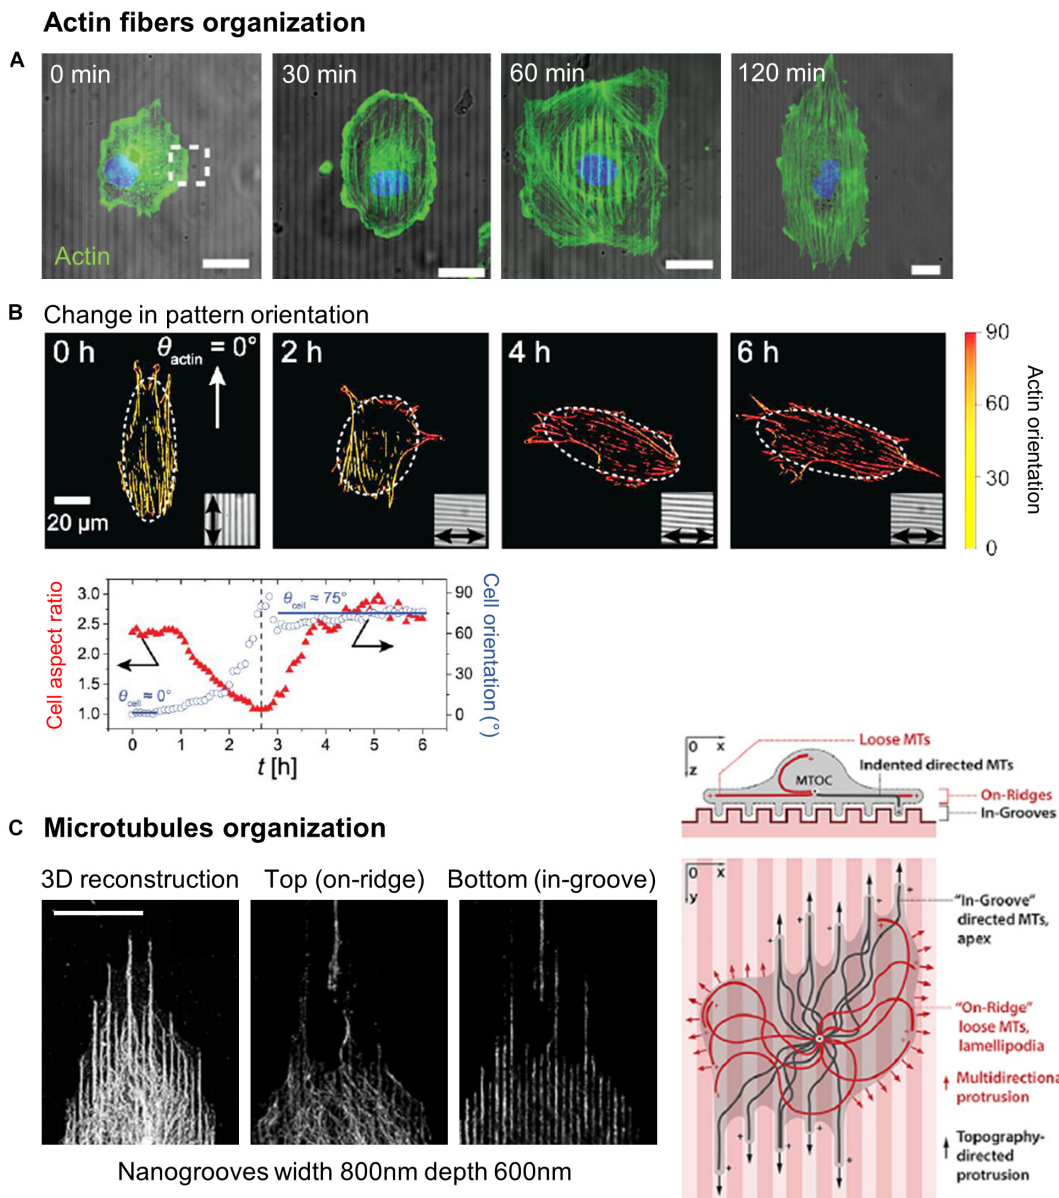 Actin fibers organization
A
0 min
30 min
60 min
120 min
Actin
B
Change in pattern orientation
0 h
θactin = 0°
2 h
4 h
6 h
20 µm
90
60
30
0
Actin orientation
Cell aspect ratio
3.0
2.5
2.0
1.5
1.0
θcell ≈ 0°
θcell ≈ 75°
90
60
30
0
Cell orientation (°)
0 1 2 3 4 5 6
t [h]
C
Microtubules organization
3D reconstruction
Top (on-ridge)
Bottom (in-groove)
Nanogrooves width 800nm depth 600nm
0 x
z
Loose MTs
Indented directed MTs
MTOC
On-Ridges
In-Grooves
0 x
y
"In-Groove"
directed MTs,
apex
"On-Ridge"
loose MTs,
lamellipodia
Multidirectional
protrusion
Topography-
directed
protrusion